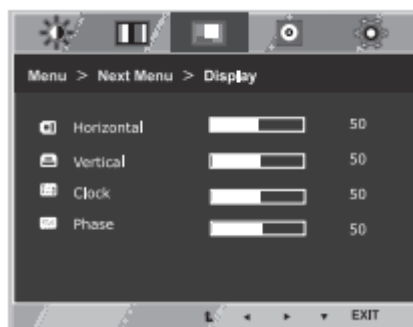 Menu > Next Menu > Display
Horizontal 50
Vertical 50
Clock 50
Phase 50
EXIT